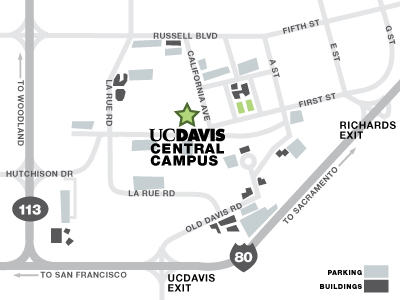 FIFTH ST
RUSSELL BLVD
G ST
E ST
A ST
CALIFORNIA AVE
TO WOODLAND
LA RUE RD
FIRST ST
UCDAVIS
CENTRAL
CAMPUS
RICHARDS
EXIT
HUTCHISON DR
LA RUE RD
TO SACRAMENTO
113
OLD DAVIS RD
80
TO SAN FRANCISCO
UCDAVIS
EXIT
PARKING
BUILDINGS